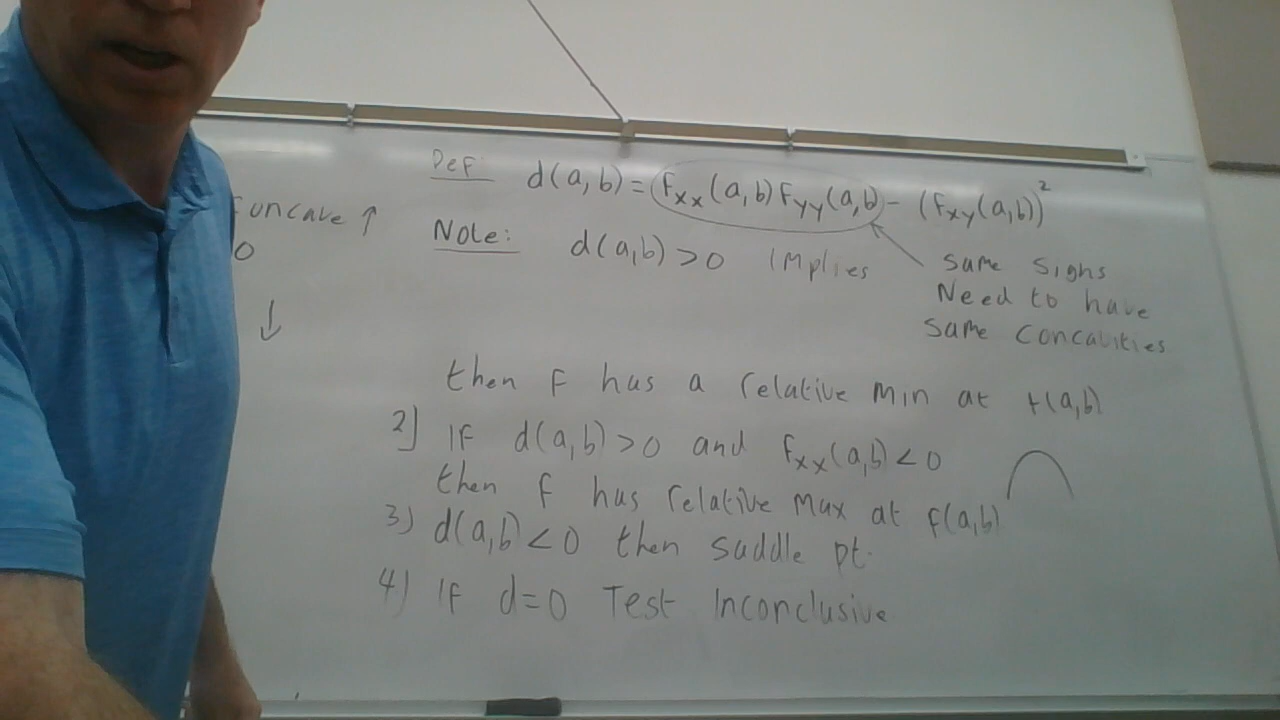 Def: d(a,b) = fxx(a,b) fyy(a,b) - (fxy(a,b))²
concave ↑
Note: d(a,b) > 0 implies
0
same signs
Need to have
same concavities
↓
then f has a relative min at f(a,b)
2) If d(a,b) > 0 and fxx(a,b) < 0
then f has relative max at f(a,b)
3) d(a,b) < 0 then saddle pt.
4) If d=0 Test Inconclusive